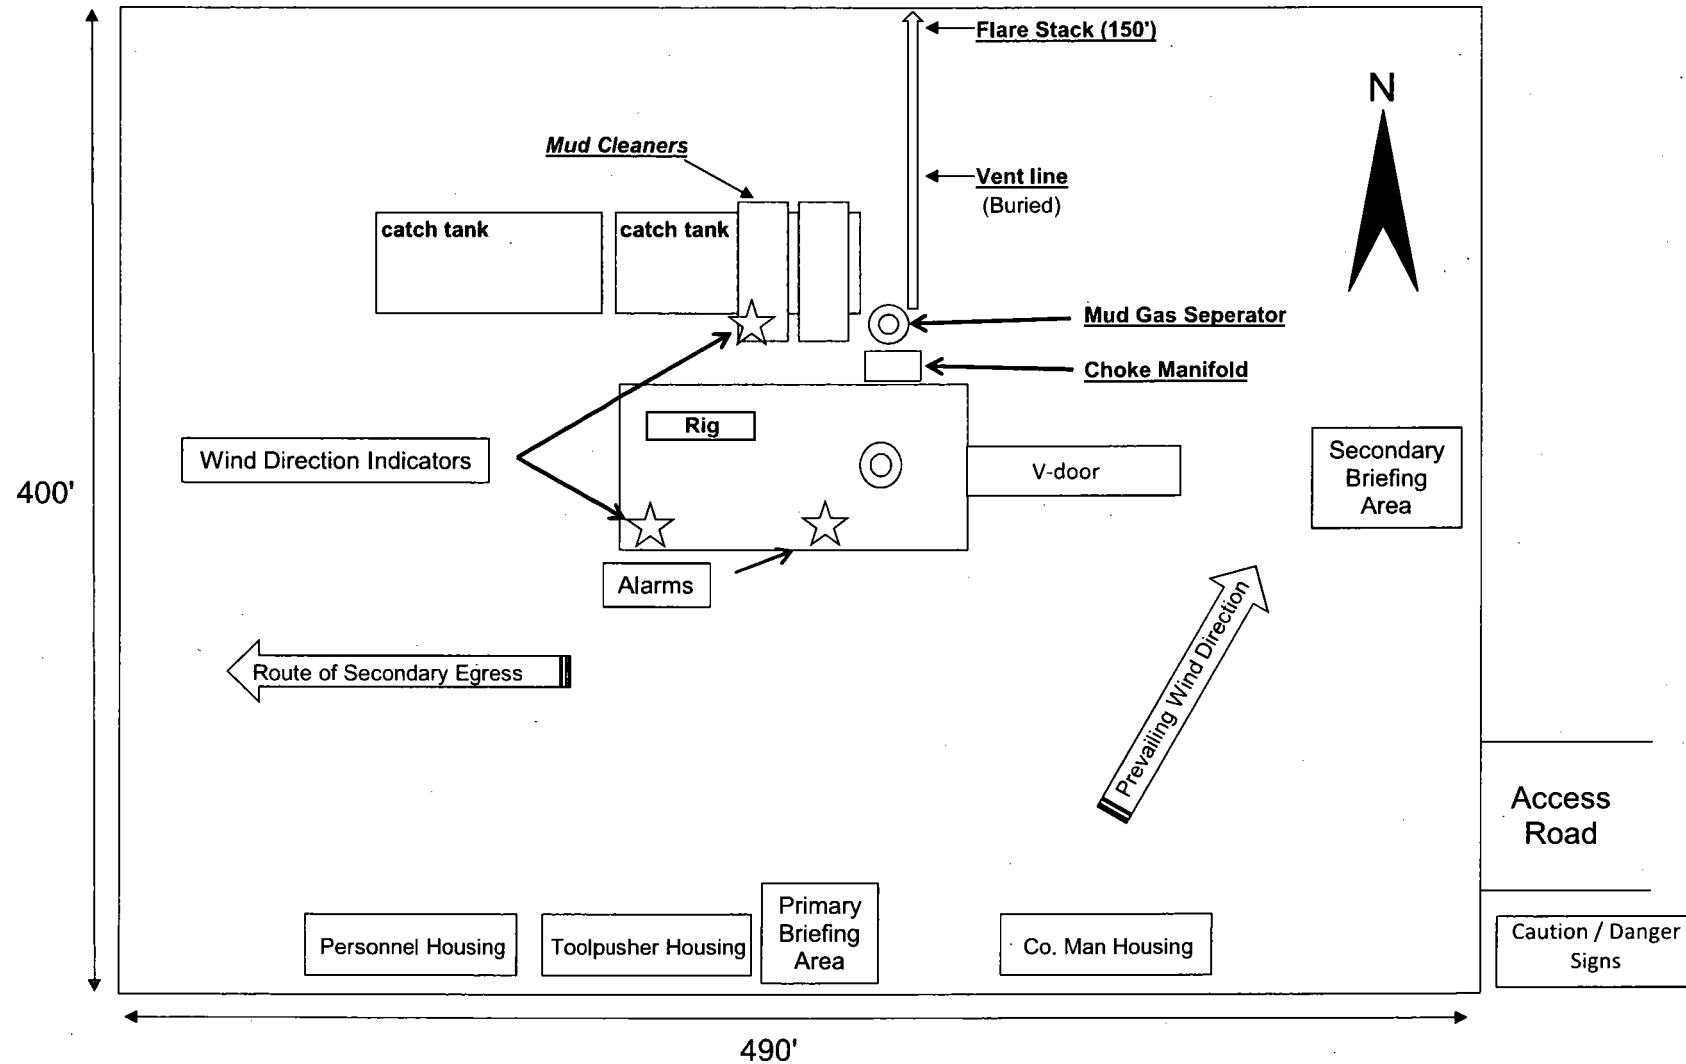 Flare Stack (150')
N
Mud Cleaners
Vent line
(Buried)
catch tank
catch tank
Mud Gas Seperator
Choke Manifold
Rig
Wind Direction Indicators
V-door
Secondary
Briefing
Area
400'
Alarms
Route of Secondary Egress
Prevailing Wind Direction
Access
Road
Primary
Briefing
Area
Personnel Housing
Toolpusher Housing
Co. Man Housing
Caution / Danger
Signs
490'